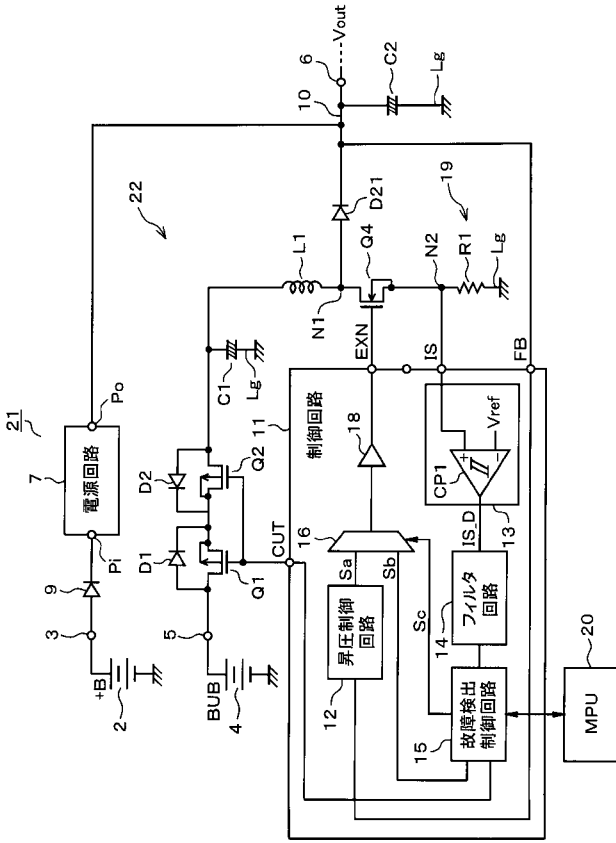 21
22
19
+B
3
9
2
Pi
7
電源回路
Po
BUB
5
4
D1
D2
Q1
Q2
CUT
C1
Lg
L1
N1
D21
10
6
Vout
C2
Lg
Q4
EXN
N2
R1
Lg
IS
FB
11
制御回路
18
16
Sa
Sb
Sc
12
昇圧制御
回路
CP1
+
−
Vref
13
IS_D
14
フィルタ
回路
15
故障検出
制御回路
20
MPU